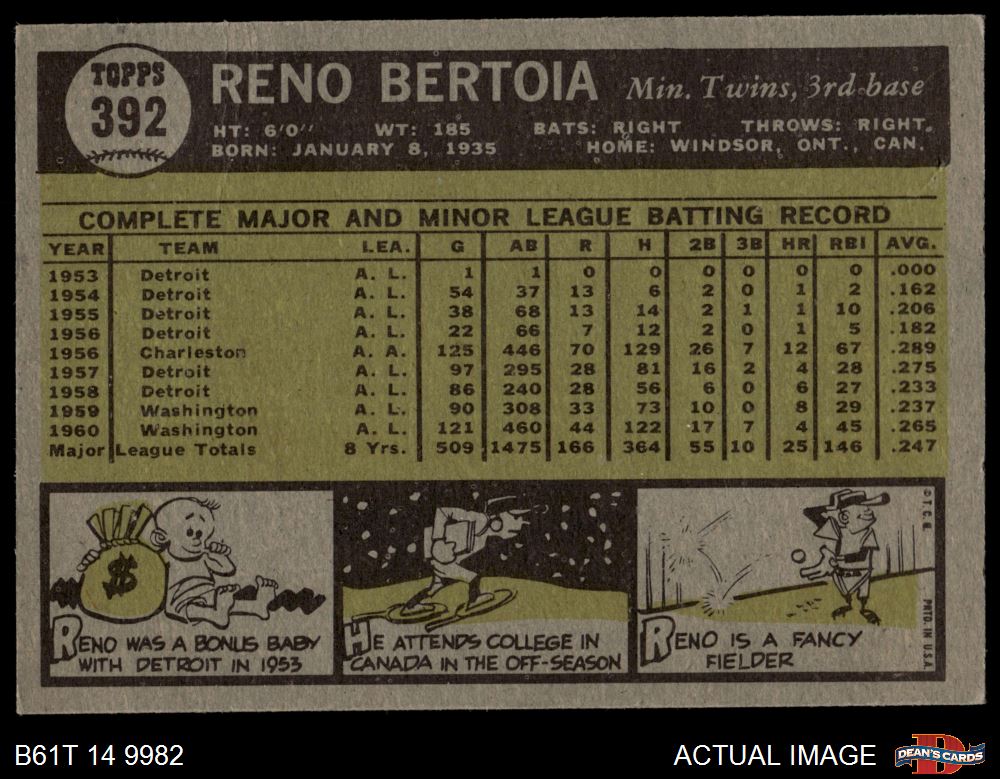 TOPPS
392
RENO BERTOIA Min. Twins, 3rd base
HT: 6'0" WT: 185 BATS: RIGHT THROWS: RIGHT.
BORN: JANUARY 8, 1935 HOME: WINDSOR, ONT., CAN.
COMPLETE MAJOR AND MINOR LEAGUE BATTING RECORD
YEAR TEAM LEA. G AB R H 2B 3B HR RBI AVG.
1953 Detroit A. L. 1 1 0 0 0 0 0 0 .000
1954 Detroit A. L. 54 37 13 6 2 0 1 2 .162
1955 Detroit A. L. 38 68 13 14 2 1 1 10 .206
1956 Detroit A. L. 22 66 7 12 2 0 1 5 .182
1956 Charleston A. A. 125 446 70 129 26 7 12 67 .289
1957 Detroit A. L. 97 295 28 81 16 2 4 28 .275
1958 Detroit A. L. 86 240 28 56 6 0 6 27 .233
1959 Washington A. L. 90 308 33 73 10 0 8 29 .237
1960 Washington A. L. 121 460 44 122 17 7 4 45 .265
Major League Totals 8 Yrs. 509 1475 166 364 55 10 25 146 .247
$
RENO WAS A BONUS BABY
WITH DETROIT IN 1953
HE ATTENDS COLLEGE IN
CANADA IN THE OFF-SEASON
RENO IS A FANCY
FIELDER
© T. C. G. PRTD. IN U.S.A.
B61T 14 9982
ACTUAL IMAGE
DEAN'S CARDS